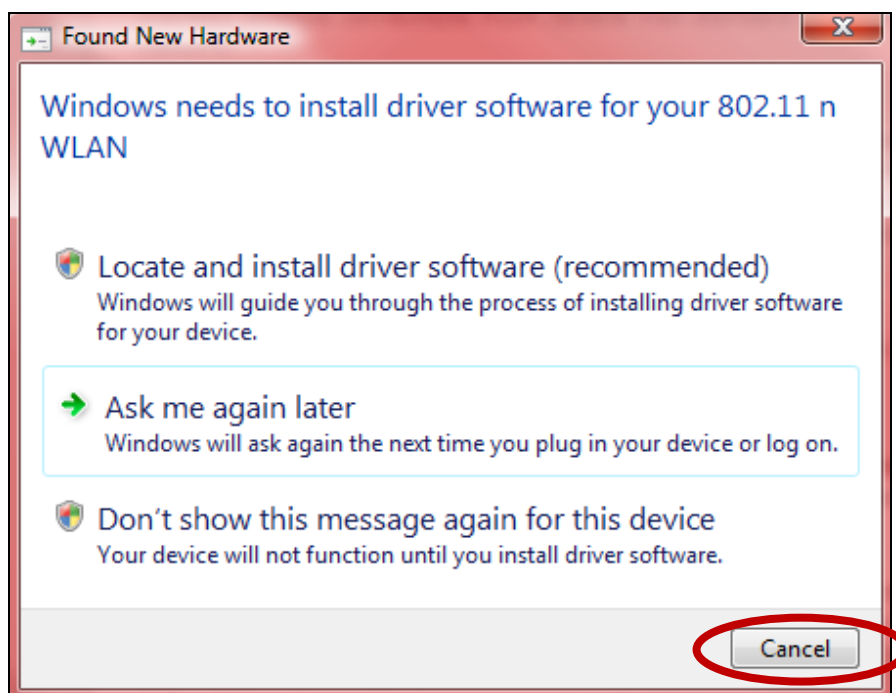 Found New Hardware
Windows needs to install driver software for your 802.11 n
WLAN
Locate and install driver software (recommended)
Windows will guide you through the process of installing driver software
for your device.
Ask me again later
Windows will ask again the next time you plug in your device or log on.
Don't show this message again for this device
Your device will not function until you install driver software.
Cancel